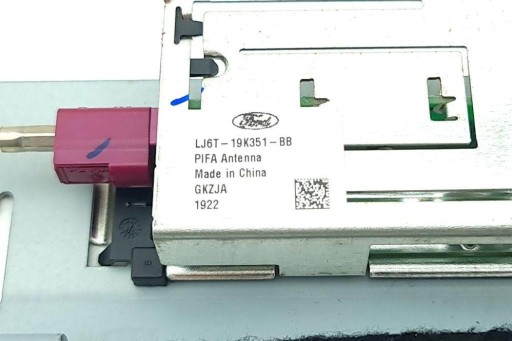 Ford
LJ6T-19K351-BB
PIFA Antenna
Made in China
GKZJA
1922